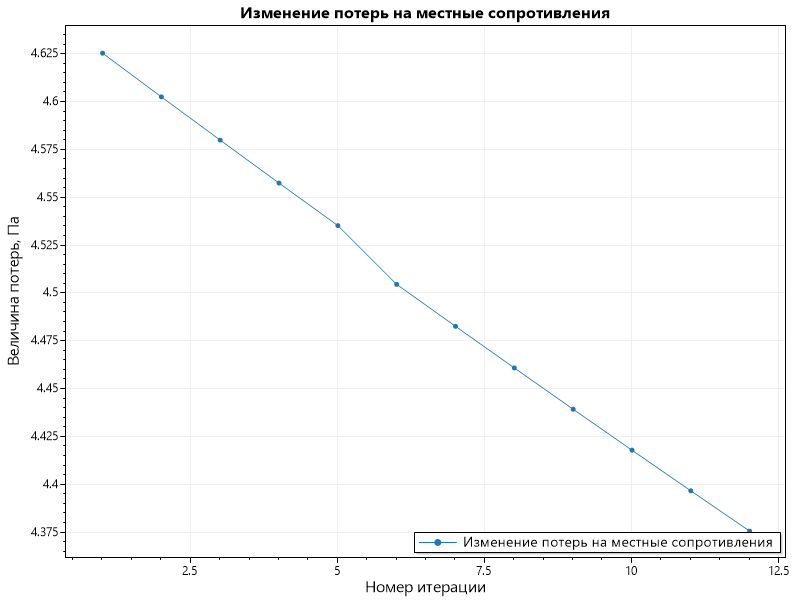 Изменение потерь на местные сопротивления
Величина потерь, Па
4.625
4.6
4.575
4.55
4.525
4.5
4.475
4.45
4.425
4.4
4.375
Изменение потерь на местные сопротивления
2.5 5 7.5 10 12.5
Номер итерации